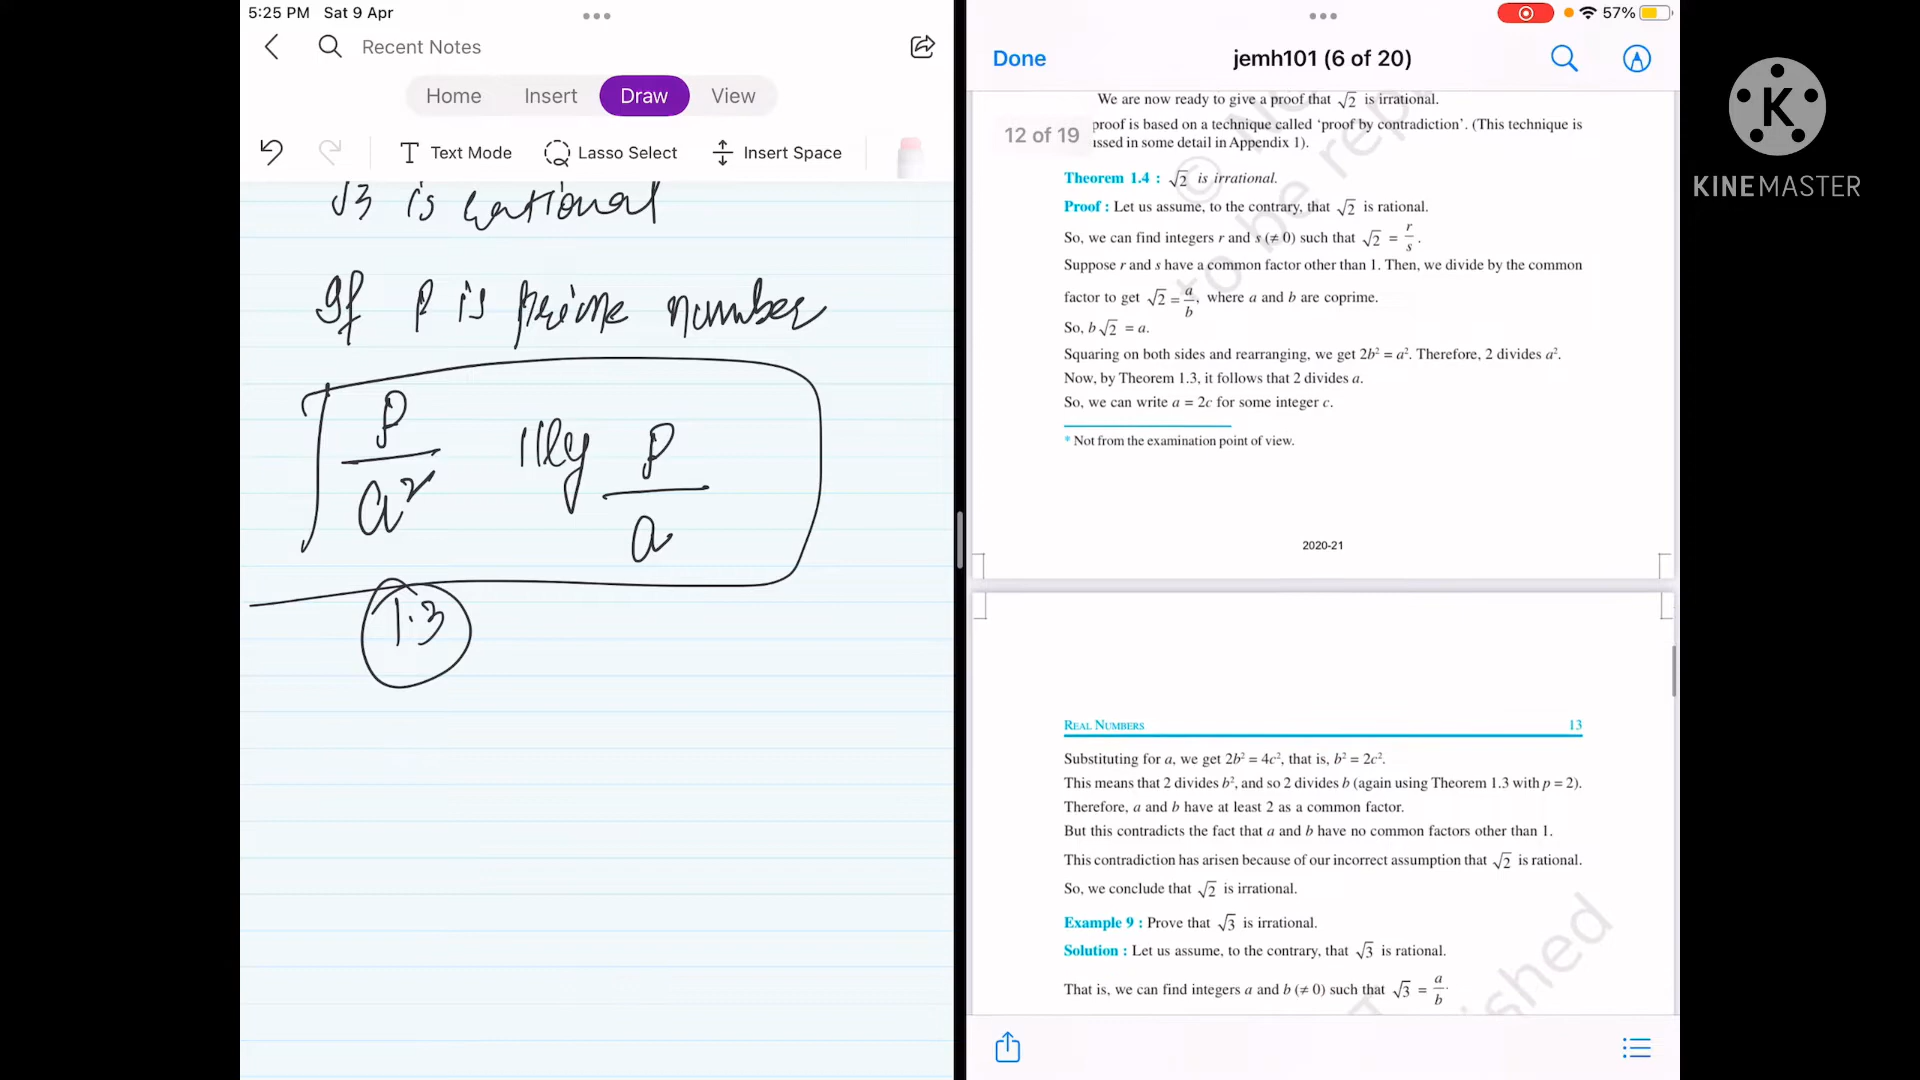 5:25 PM Sat 9 Apr
Recent Notes
Home Insert Draw View
Text Mode Lasso Select Insert Space
√3 is rational
If P is prime number
P/a² llly P/a
1.3
57%
Done jemh101 (6 of 20)
12 of 19
We are now ready to give a proof that √2 is irrational.
proof is based on a technique called ‘proof by contradiction’. (This technique is
ussed in some detail in Appendix 1).
Theorem 1.4 : √2 is irrational.
Proof : Let us assume, to the contrary, that √2 is rational.
So, we can find integers r and s (≠ 0) such that √2 = r/s.
Suppose r and s have a common factor other than 1. Then, we divide by the common
factor to get √2 = a/b, where a and b are coprime.
So, b√2 = a.
Squaring on both sides and rearranging, we get 2b² = a². Therefore, 2 divides a².
Now, by Theorem 1.3, it follows that 2 divides a.
So, we can write a = 2c for some integer c.
* Not from the examination point of view.
2020-21
REAL NUMBERS 13
Substituting for a, we get 2b² = 4c², that is, b² = 2c².
This means that 2 divides b², and so 2 divides b (again using Theorem 1.3 with p = 2).
Therefore, a and b have at least 2 as a common factor.
But this contradicts the fact that a and b have no common factors other than 1.
This contradiction has arisen because of our incorrect assumption that √2 is rational.
So, we conclude that √2 is irrational.
Example 9 : Prove that √3 is irrational.
Solution : Let us assume, to the contrary, that √3 is rational.
That is, we can find integers a and b (≠ 0) such that √3 = a/b.
K
KINEMASTER